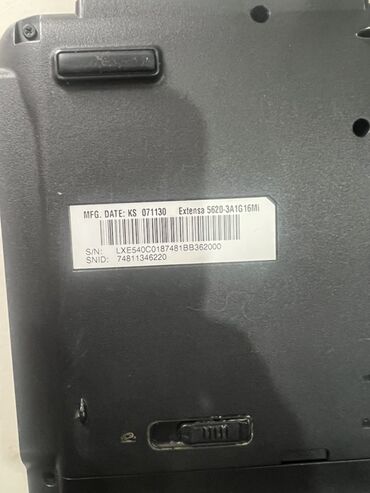 MFG. DATE: KS 071130 Extensa 5620-3A1G16Mi
S/N: LXE540C0187481BB362000
SNID: 74811346220